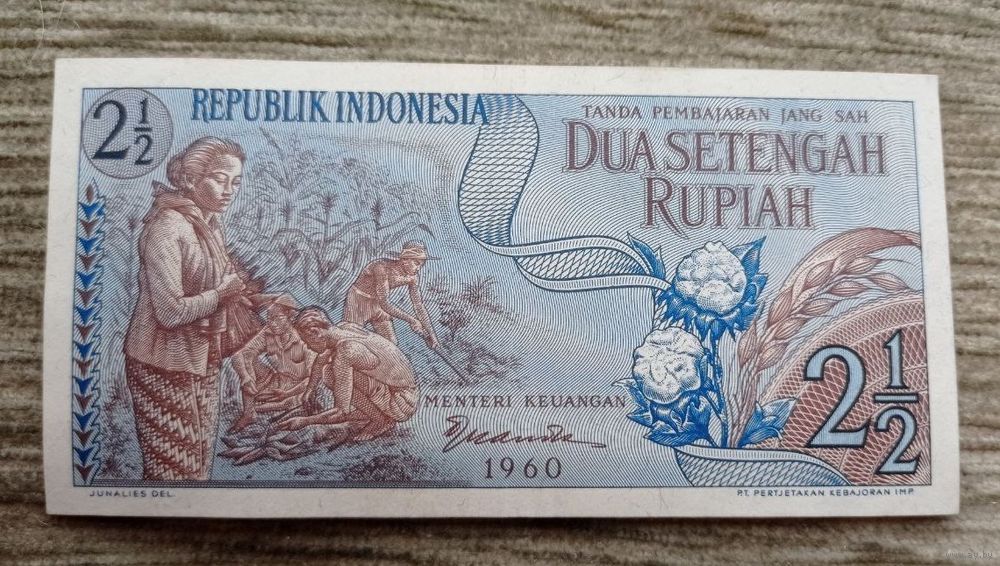 2½
REPUBLIK INDONESIA
TANDA PEMBAJARAN JANG SAH
DUA SETENGAH
RUPIAH
2½
MENTERI KEUANGAN
1960
JUNALIES DEL.
P.T. PERTJETAKAN KEBAJORAN IMP.